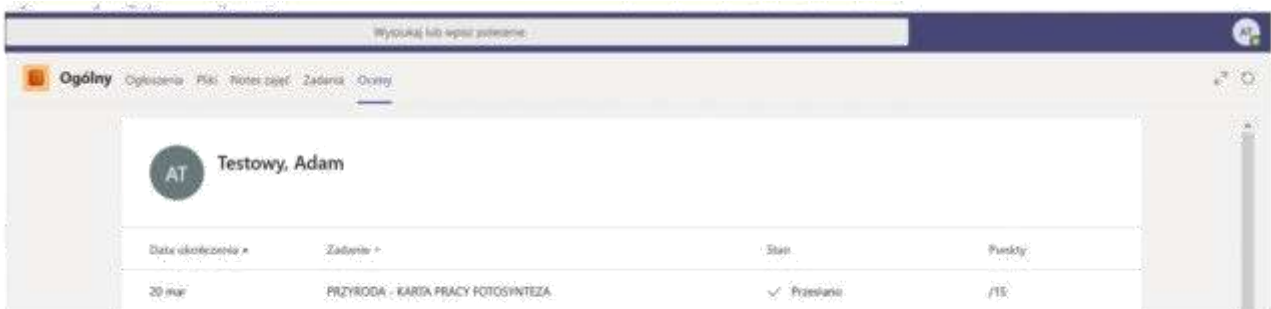 Wyszukaj lub wpisz polecenie
AT
Ogólny Ogłoszenia Pliki Notes zajęć Zadania Oceny
AT
Testowy, Adam
Data ukończenia Zadanie Stan Punkty
20 mar PRZYRODA - KARTA PRACY FOTOSYNTEZA Przesłano /15